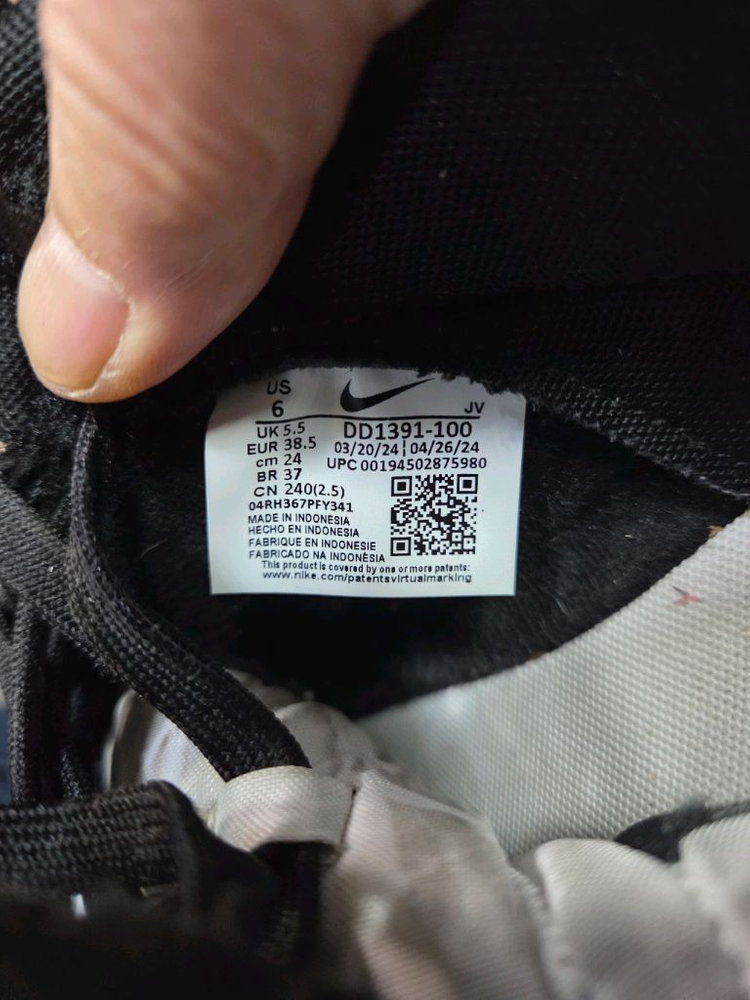 US
6
JV
UK 5.5
EUR 38.5
cm 24
BR 37
CN 240(2.5)
DD1391-100
03/20/24 | 04/26/24
UPC 00194502875980
04RH367PFY341
MADE IN INDONESIA
HECHO EN INDONESIA
FABRIQUE EN INDONESIE
FABRICADO NA INDONÉSIA
This product is covered by one or more patents:
www.nike.com/patentsvirtualmarking